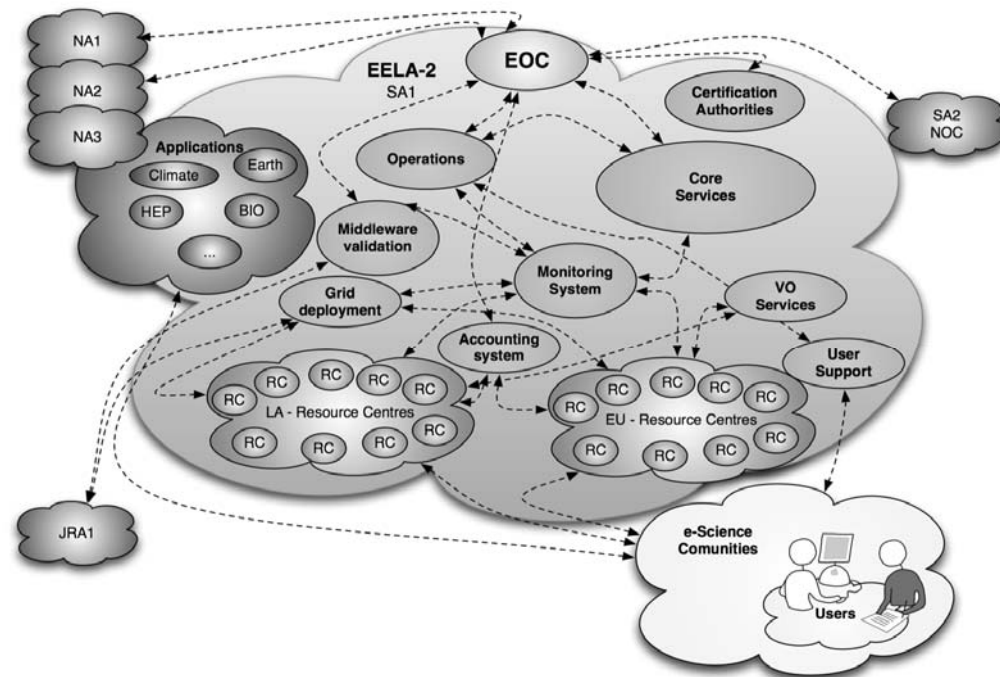 NA1
NA2
NA3
EELA-2
SA1
EOC
Certification
Authorities
SA2
NOC
Applications
Climate
Earth
HEP
BIO
...
Operations
Core
Services
Middleware
validation
Monitoring
System
Grid
deployment
VO
Services
Accounting
system
User
Support
RC
RC
RC
RC
RC
LA - Resource Centres
RC
RC
RC
RC
RC
RC
RC
RC
RC
EU - Resource Centres
RC
RC
RC
RC
JRA1
e-Science
Comunities
Users